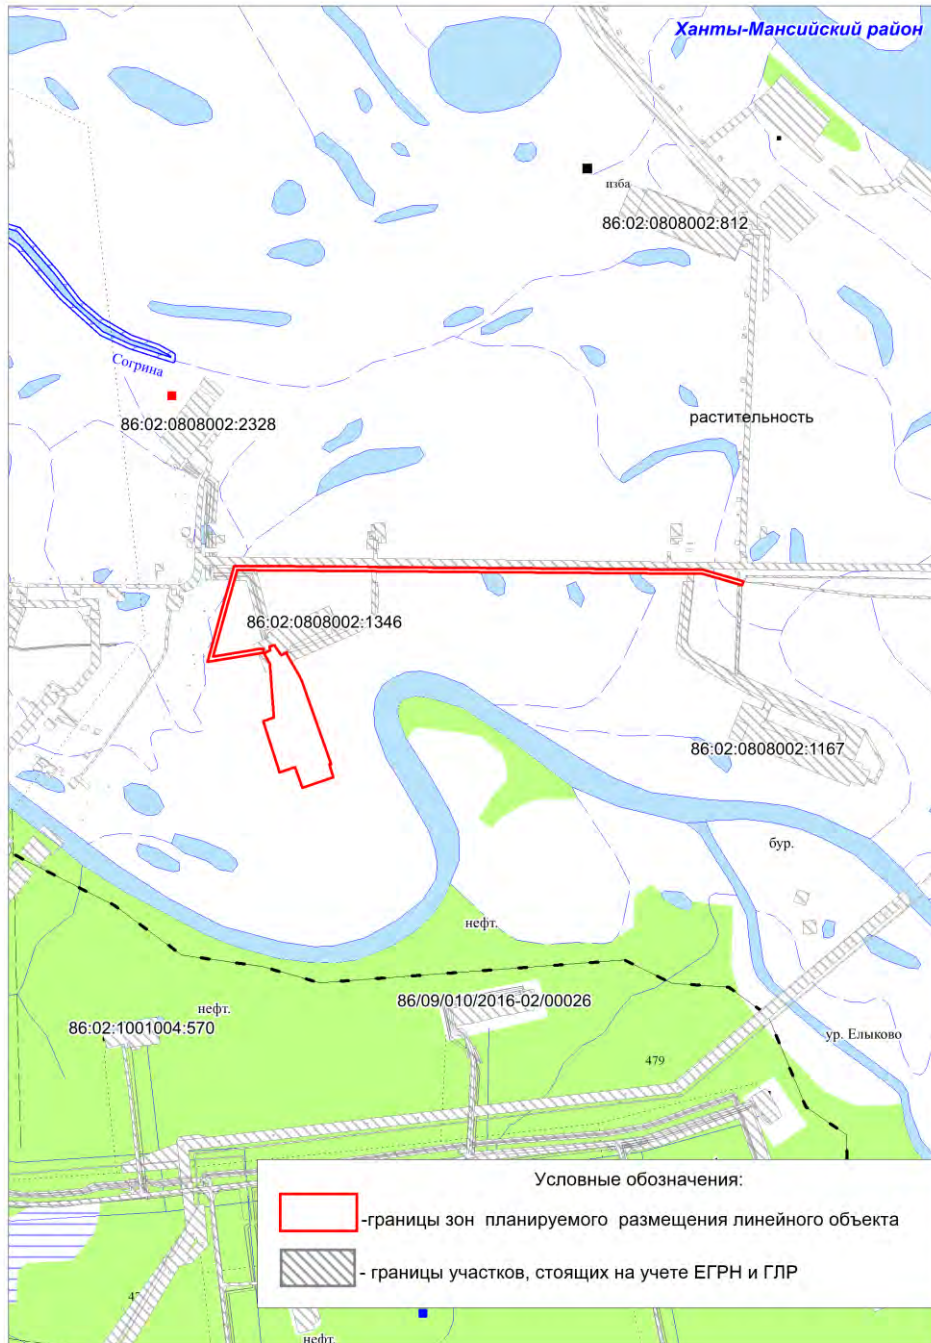 Ханты-Мансийский район
изба
86:02:0808002:812
Согрина
86:02:0808002:2328
растительность
86:02:0808002:1346
86:02:0808002:1167
бур.
нефт.
86/09/010/2016-02/00026
нефт.
86:02:1001004:570
ур. Елыково
479
Условные обозначения:
-границы зон планируемого размещения линейного объекта
- границы участков, стоящих на учете ЕГРН и ГЛР
нефт.